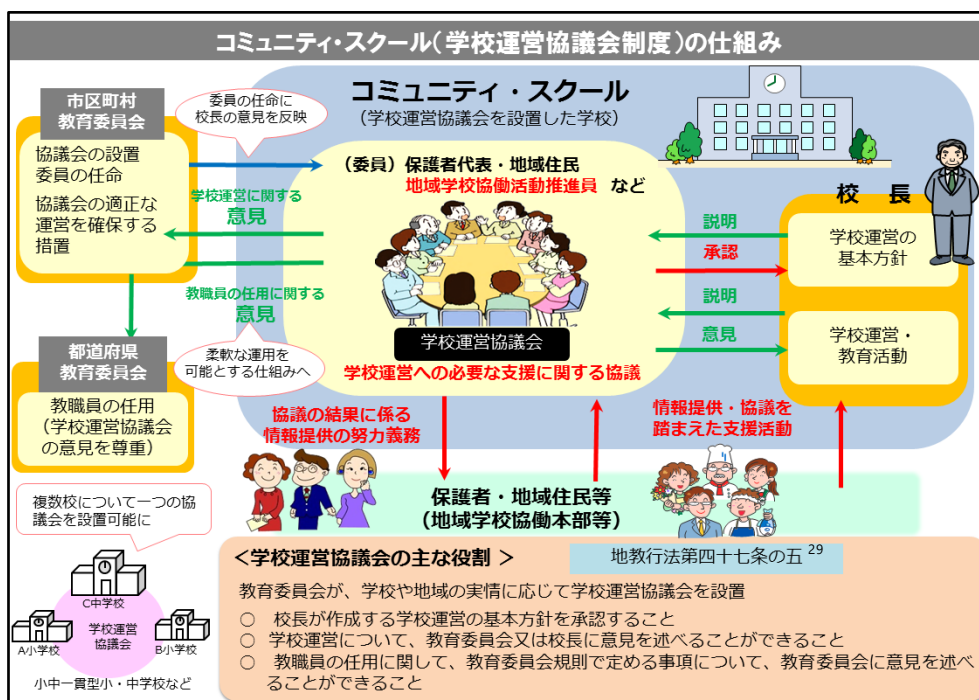 コミュニティ・スクール(学校運営協議会制度)の仕組み
市区町村
教育委員会
協議会の設置
委員の任命
協議会の適正な
運営を確保する
措置
委員の任命に
校長の意見を反映
コミュニティ・スクール
(学校運営協議会を設置した学校)
(委員)保護者代表・地域住民
地域学校協働活動推進員 など
学校運営に関する
意見
教職員の任用に関する
意見
柔軟な運用を
可能とする仕組みへ
学校運営協議会
学校運営への必要な支援に関する協議
校 長
説明
承認
学校運営の
基本方針
説明
意見
学校運営・
教育活動
都道府県
教育委員会
教職員の任用
(学校運営協議会
の意見を尊重)
協議の結果に係る
情報提供の努力義務
情報提供・協議を
踏まえた支援活動
保護者・地域住民等
(地域学校協働本部等)
複数校について一つの協
議会を設置可能に
C中学校
学校運営
協議会
A小学校
B小学校
小中一貫型小・中学校など
<学校運営協議会の主な役割 >
地教行法第四十七条の五 29
教育委員会が、学校や地域の実情に応じて学校運営協議会を設置
○ 校長が作成する学校運営の基本方針を承認すること
○ 学校運営について、教育委員会又は校長に意見を述べることができること
○ 教職員の任用に関して、教育委員会規則で定める事項について、教育委員会に意見を述べ
ることができること